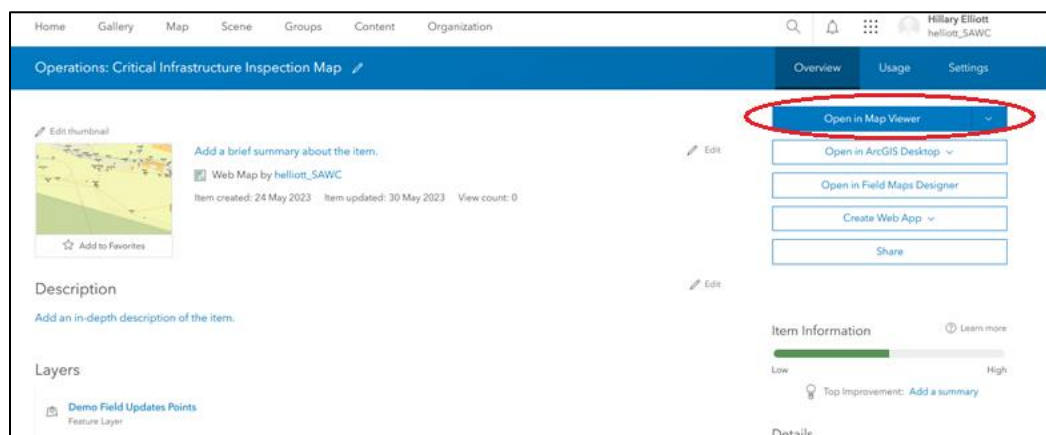 Home Gallery Map Scene Groups Content Organization
Hillary Elliott
helliott_SAWC
Operations: Critical Infrastructure Inspection Map
Overview Usage Settings
Open in Map Viewer
Edit thumbnail
Add a brief summary about the item.
Edit
Open in ArcGIS Desktop
Web Map by helliott_SAWC
Item created: 24 May 2023 Item updated: 30 May 2023 View count: 0
Open in Field Maps Designer
Create Web App
Add to Favorites
Share
Description
Edit
Add an in-depth description of the item.
Item Information
Learn more
Low High
Layers
Top Improvement: Add a summary
Demo Field Updates Points
Feature Layer
Details